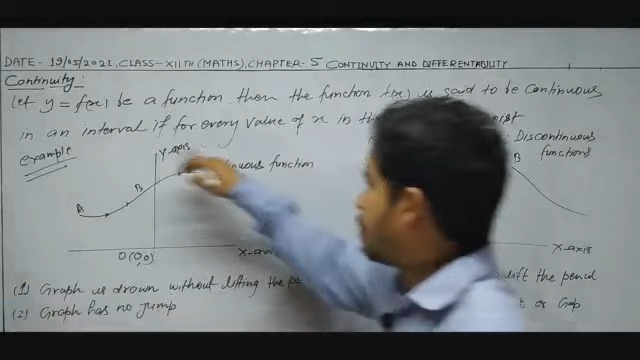 DATE- 19/05/2021, CLASS-XIITH (MATHS), CHAPTER- 5 CONTINUITY AND DIFFERENTIABILITY
Continuity:
Let y = f(x) be a function. then the function f(x) is said to be continuous
in an interval if for every value of x in the
example
Y-axis
function
Discontinuous
functions
A
B
B
O(0,0)
X-axis
X-axis
(1) Graph is drawn without lifting the
lift the pencil
(2) Graph has no jump
or Gap